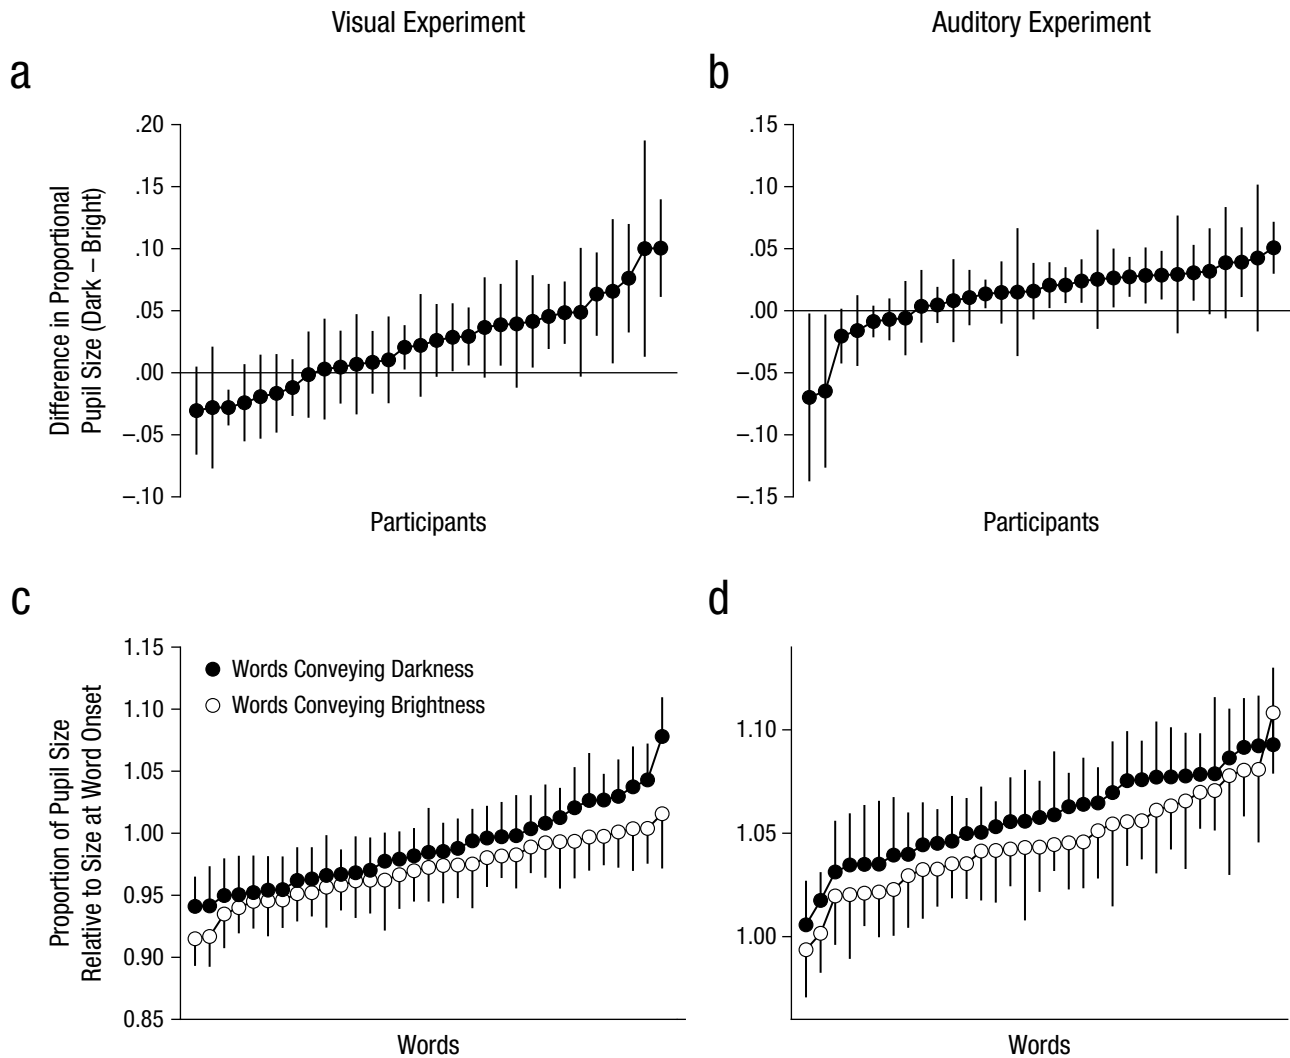 Visual Experiment
Auditory Experiment
a
b
Difference in Proportional
Pupil Size (Dark – Bright)
.20
.15
.10
.05
.00
–.05
–.10
Participants
.15
.10
.05
.00
–.05
–.10
–.15
Participants
c
d
Proportion of Pupil Size
Relative to Size at Word Onset
1.15
1.10
1.05
1.00
0.95
0.90
0.85
Words Conveying Darkness
Words Conveying Brightness
Words
1.10
1.05
1.00
Words